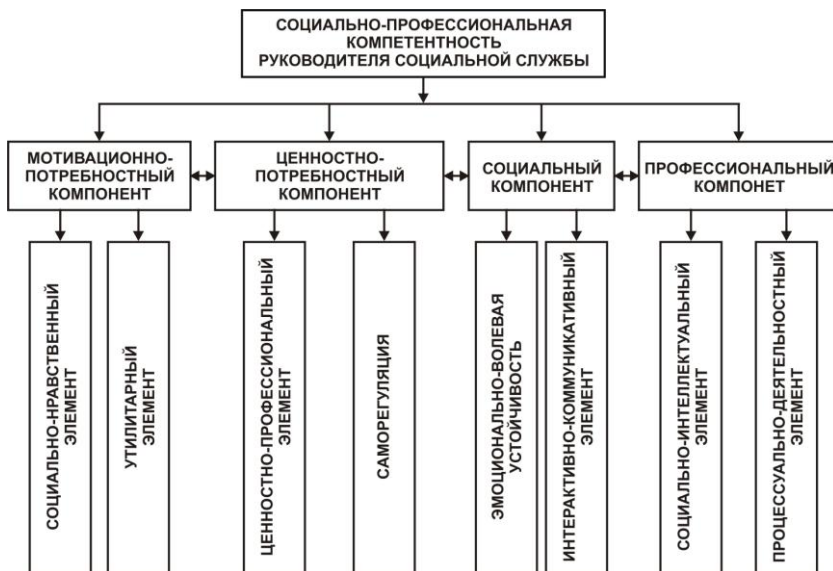 СОЦИАЛЬНО-ПРОФЕССИОНАЛЬНАЯ
КОМПЕТЕНТНОСТЬ
РУКОВОДИТЕЛЯ СОЦИАЛЬНОЙ СЛУЖБЫ
МОТИВАЦИОННО-
ПОТРЕБНОСТНЫЙ
КОМПОНЕНТ
ЦЕННОСТНО-
ПОТРЕБНОСТНЫЙ
КОМПОНЕНТ
СОЦИАЛЬНЫЙ
КОМПОНЕНТ
ПРОФЕССИОНАЛЬНЫЙ
КОМПОНЕТ
СОЦИАЛЬНО-НРАВСТВЕННЫЙ
ЭЛЕМЕНТ
УТИЛИТАРНЫЙ
ЭЛЕМЕНТ
ЦЕННОСТНО-ПРОФЕССИОНАЛЬНЫЙ
ЭЛЕМЕНТ
САМОРЕГУЛЯЦИЯ
ЭМОЦИОНАЛЬНО-ВОЛЕВАЯ
УСТОЙЧИВОСТЬ
ИНТЕРАКТИВНО-КОММУНИКАТИВНЫЙ
ЭЛЕМЕНТ
СОЦИАЛЬНО-ИНТЕЛЛЕКТУАЛЬНЫЙ
ЭЛЕМЕНТ
ПРОЦЕССУАЛЬНО-ДЕЯТЕЛЬНОСТНЫЙ
ЭЛЕМЕНТ